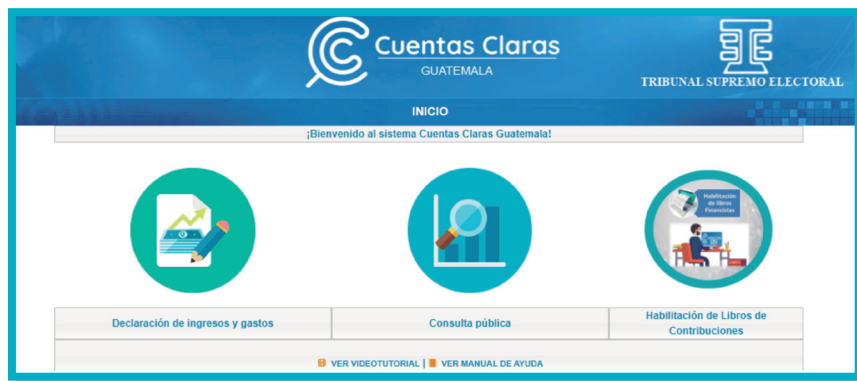 Cuentas Claras
GUATEMALA
TRIBUNAL SUPREMO ELECTORAL
INICIO
¡Bienvenido al sistema Cuentas Claras Guatemala!
Habilitación
de libros
Financistas
Declaración de ingresos y gastos
Consulta pública
Habilitación de Libros de
Contribuciones
VER VIDEOTUTORIAL | VER MANUAL DE AYUDA